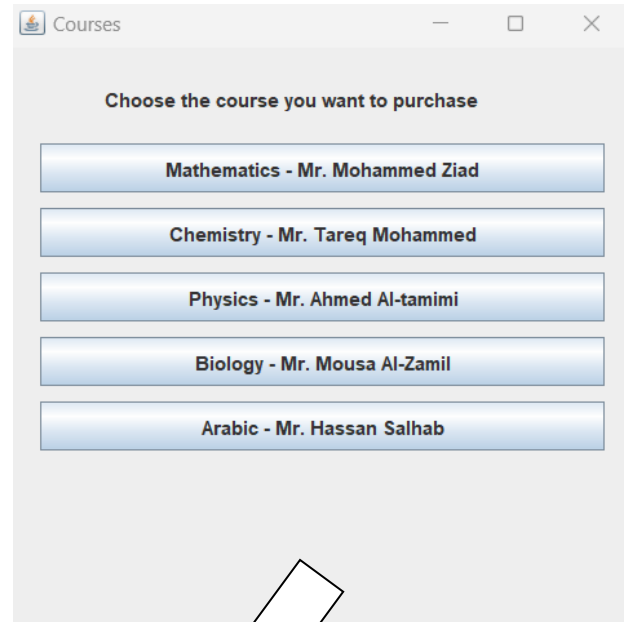 Courses
Choose the course you want to purchase
Mathematics - Mr. Mohammed Ziad
Chemistry - Mr. Tareq Mohammed
Physics - Mr. Ahmed Al-tamimi
Biology - Mr. Mousa Al-Zamil
Arabic - Mr. Hassan Salhab